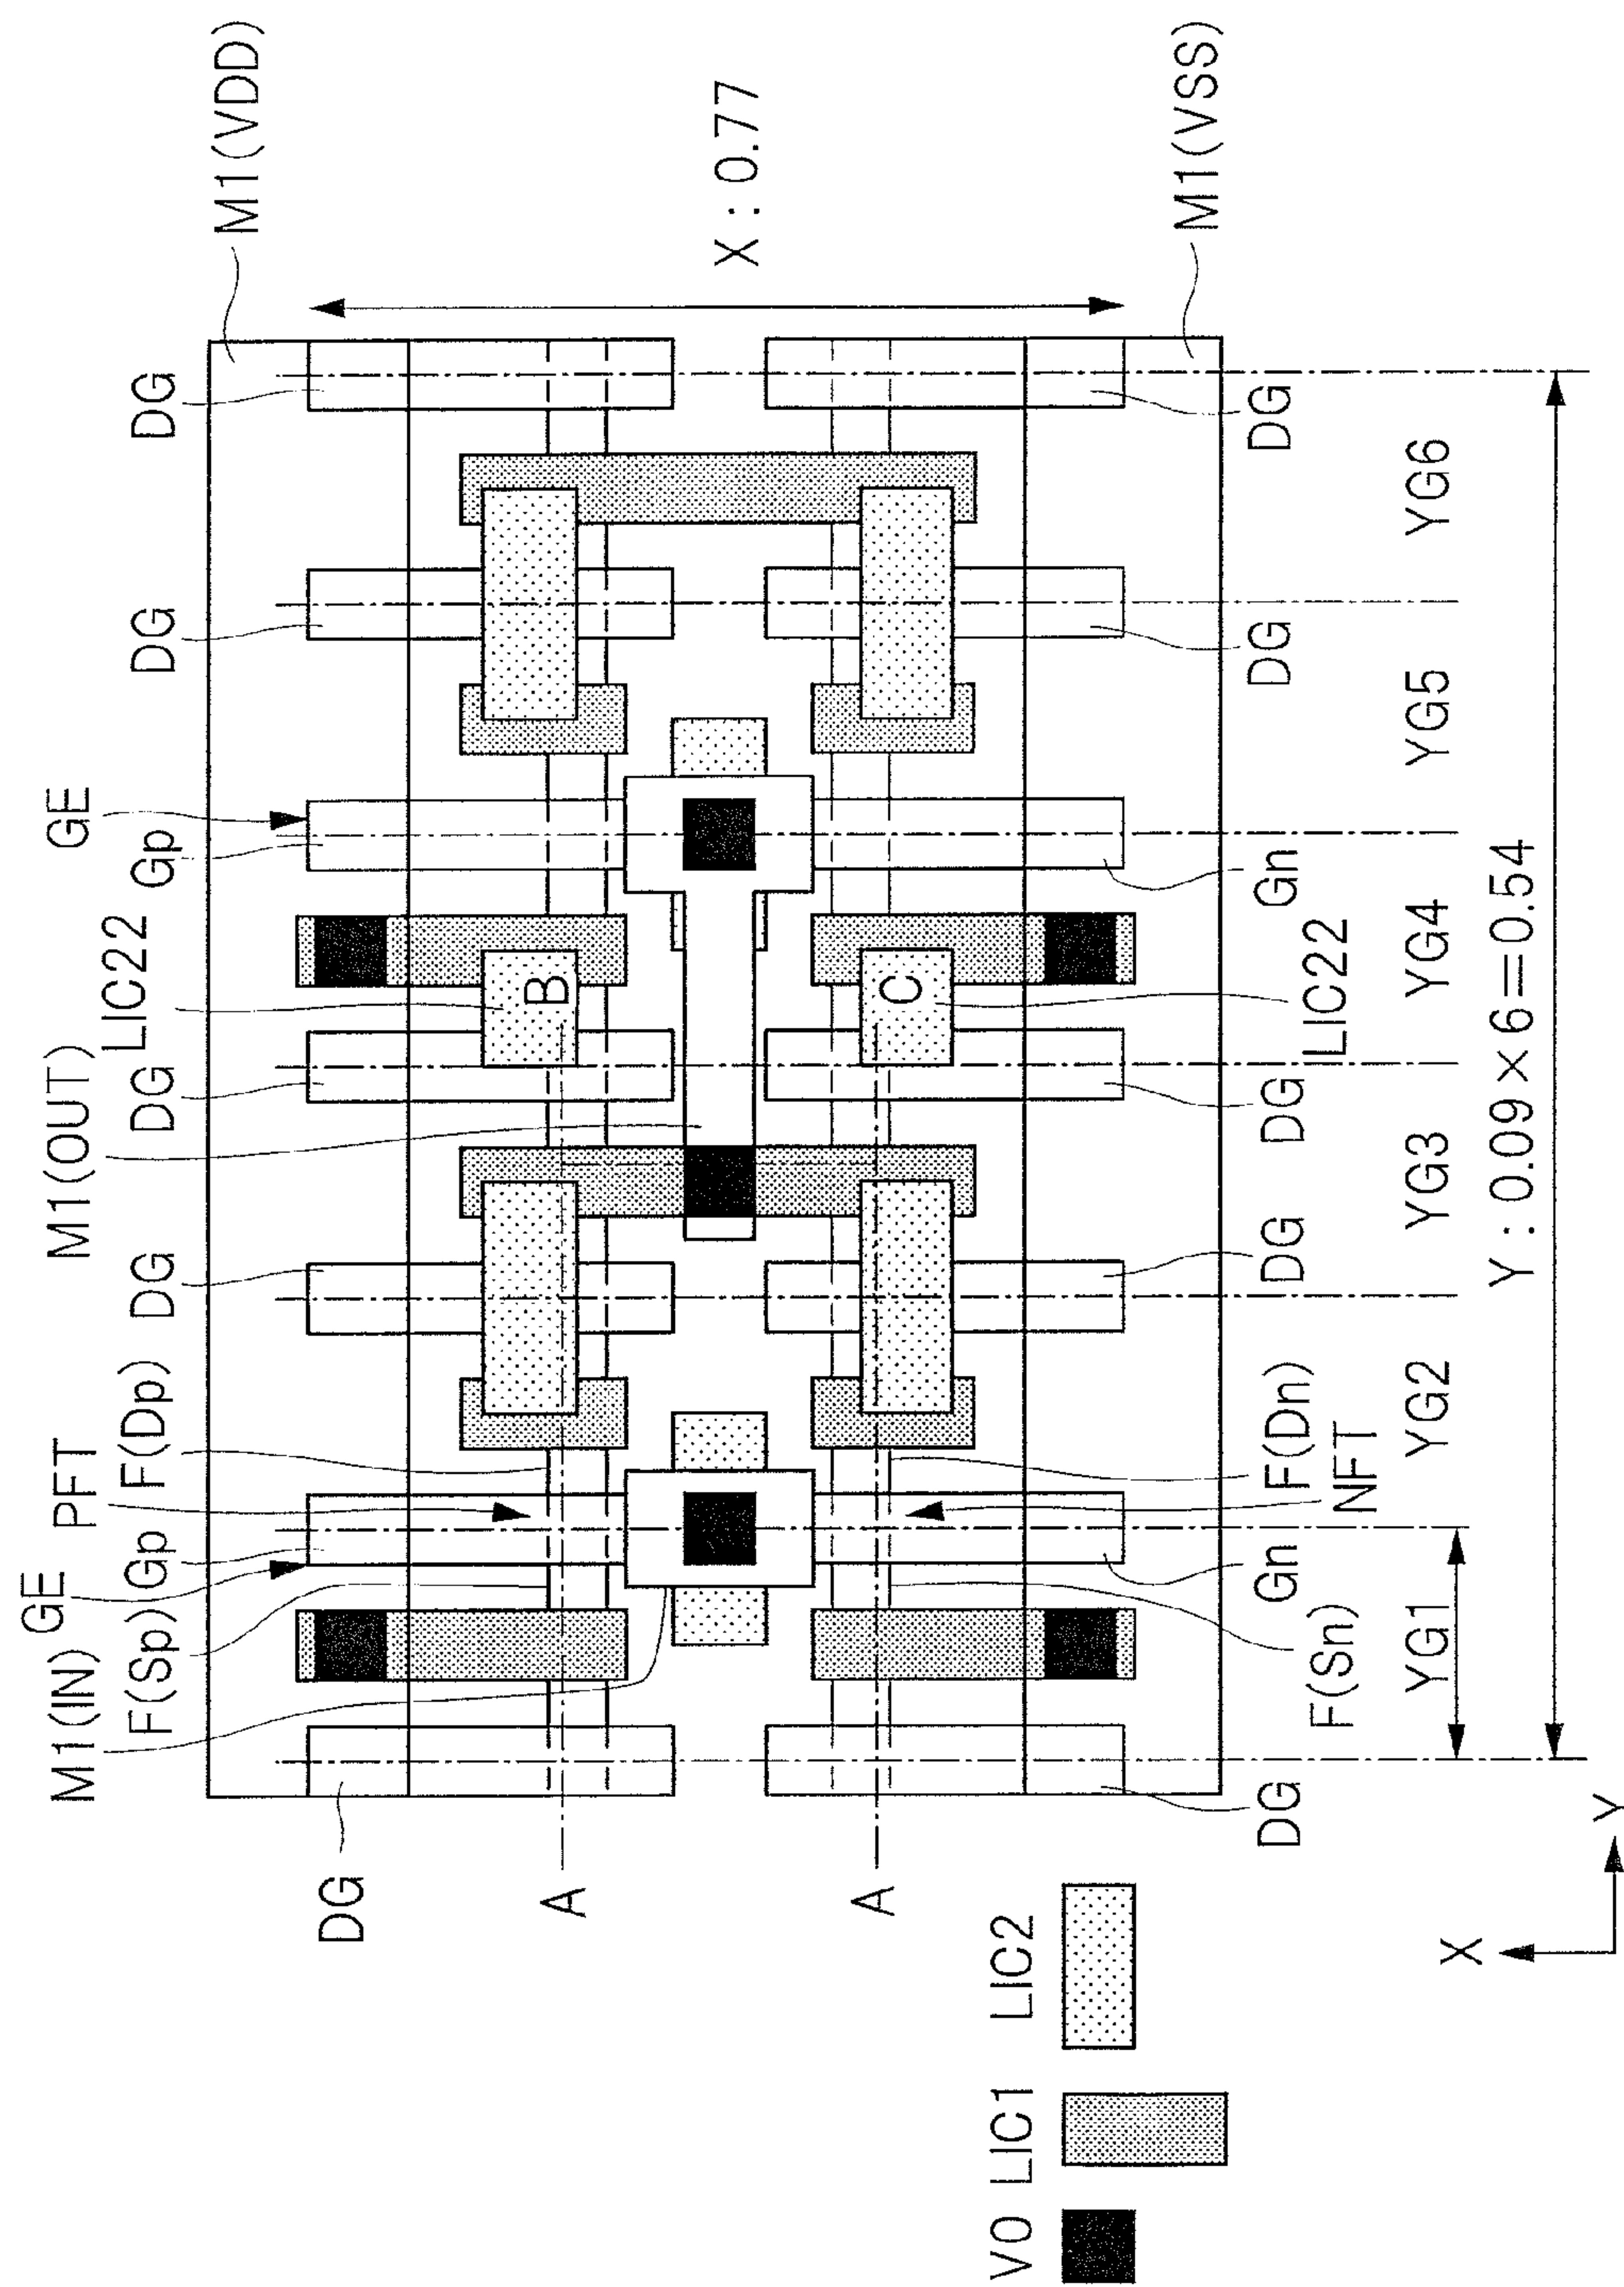 M1(IN)
GE
F(Sp)
Gp
PFT
F(Dp)
DG
M1(OUT)
DG
LIC22
Gp
GE
DG
DG
M1(VDD)
DG
A
B
X : 0.77
A
C
M1(VSS)
DG
F(Sn)
Gn
NFT
F(Dn)
DG
DG
LIC22
Gn
DG
DG
YG1
YG2
YG3
YG4
YG5
YG6
Y : 0.09×6=0.54
V0
LIC1
LIC2
X
Y